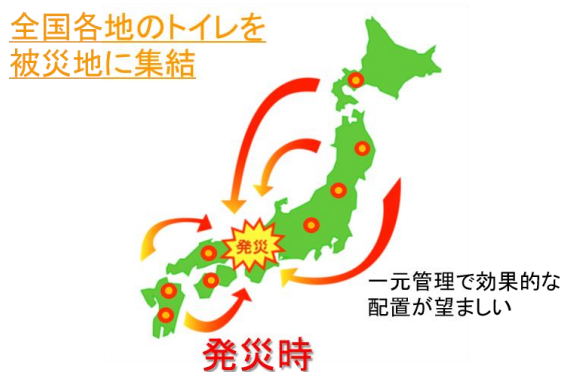 全国各地のトイレを
被災地に集結
発災
一元管理で効果的な
配置が望ましい
発災時